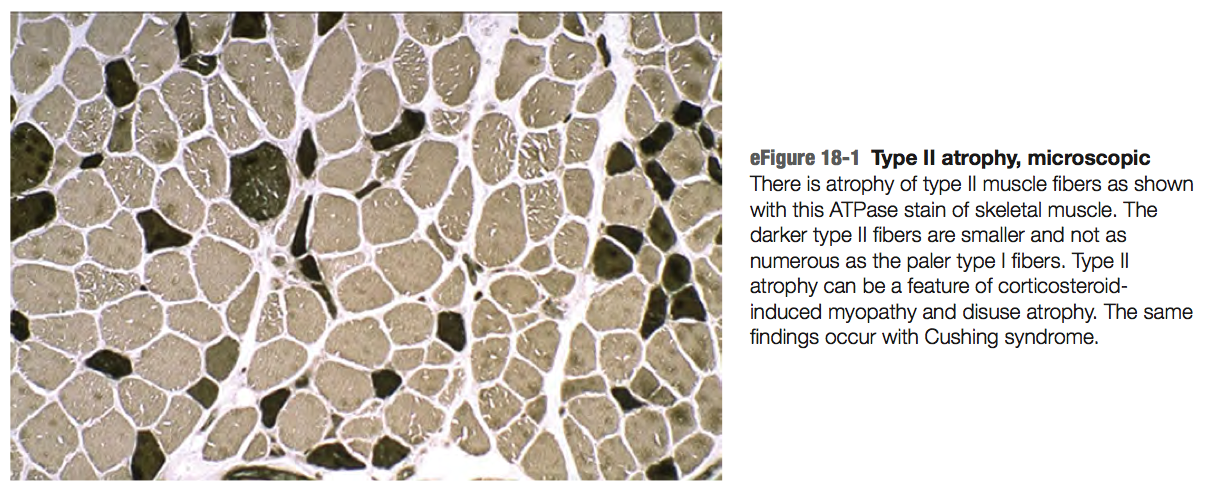 eFigure 18-1 Type II atrophy, microscopic
There is atrophy of type II muscle fibers as shown
with this ATPase stain of skeletal muscle. The
darker type II fibers are smaller and not as
numerous as the paler type I fibers. Type II
atrophy can be a feature of corticosteroid-
induced myopathy and disuse atrophy. The same
findings occur with Cushing syndrome.